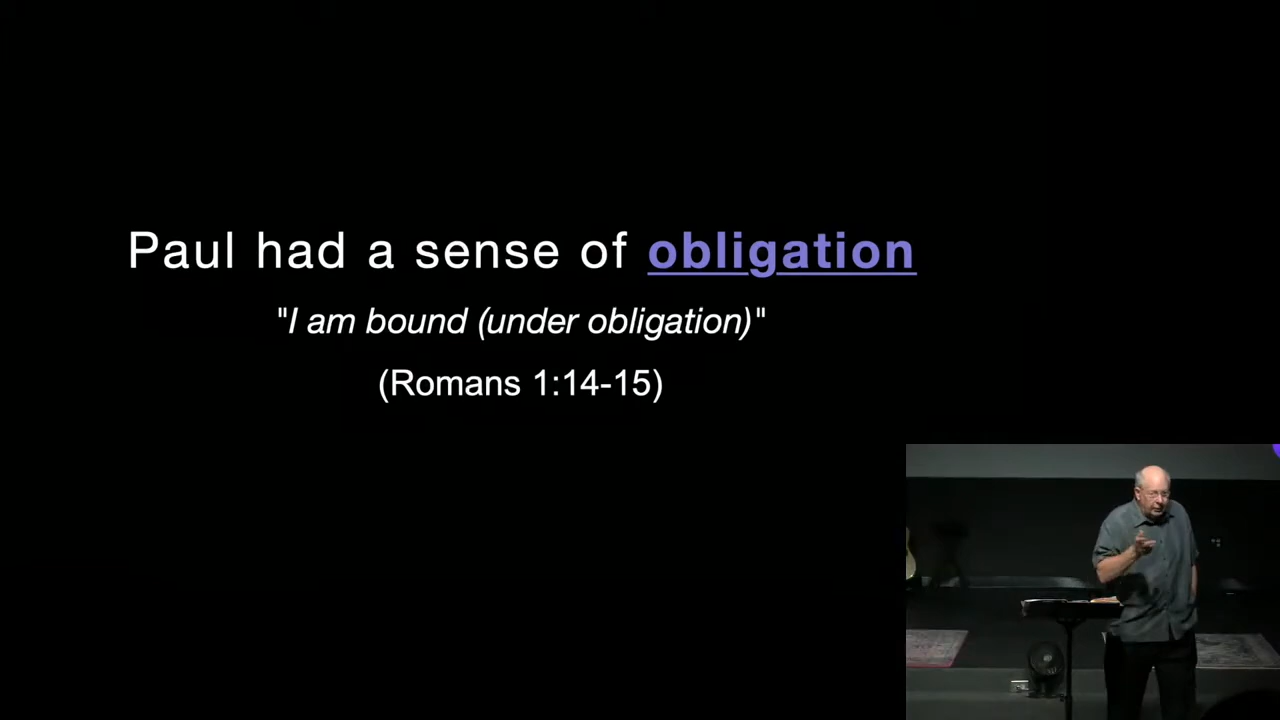 Paul had a sense of obligation
"I am bound (under obligation)"
(Romans 1:14-15)